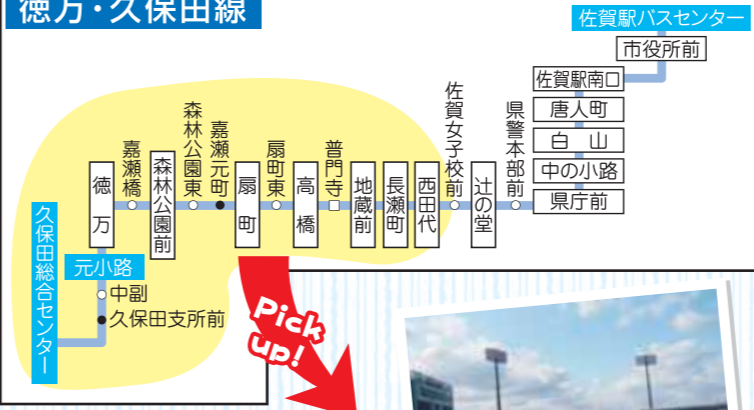 徳万・久保田線
佐賀駅バスセンター
市役所前
佐賀駅南口
唐人町
白山
中の小路
県庁前
県警本部前
辻の堂
佐賀女子校前
西田代
長瀬町
地蔵前
普門寺
高橋
扇町東
扇町
嘉瀬元町
森林公園東
森林公園前
嘉瀬橋
徳万
元小路
中副
久保田支所前
久保田総合センター
Pick
up!